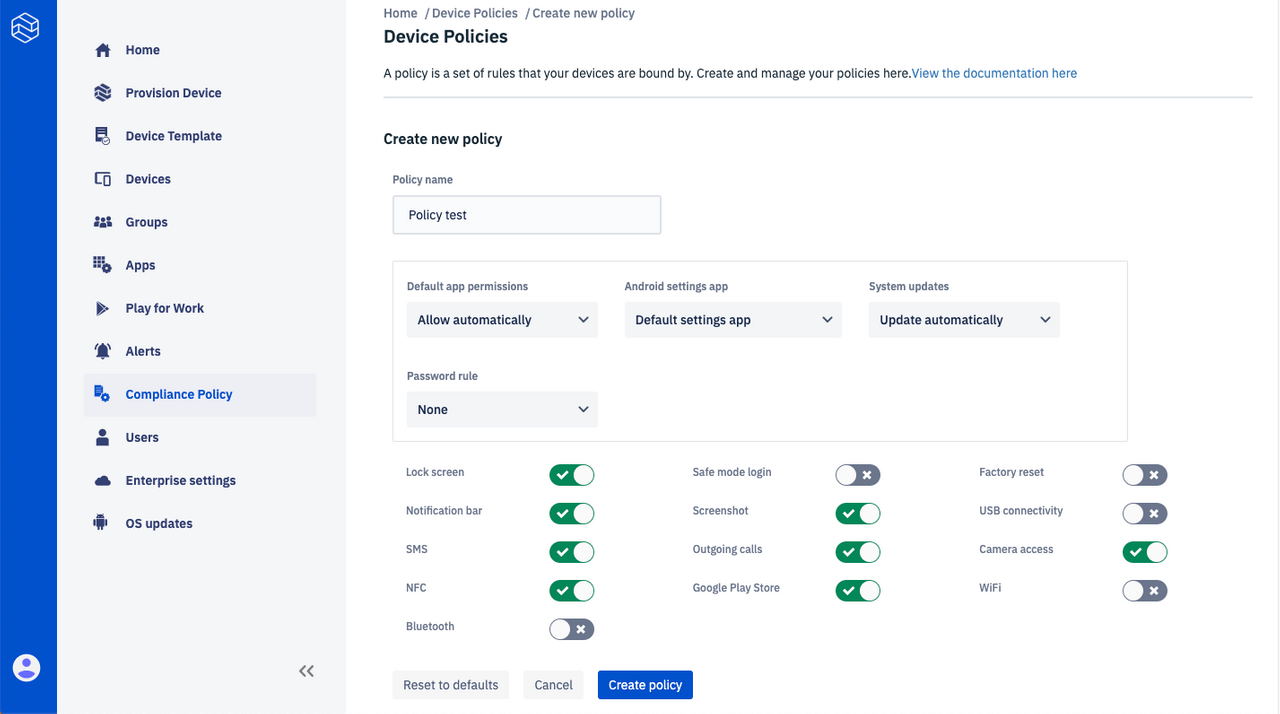 Home / Device Policies / Create new policy
Device Policies
A policy is a set of rules that your devices are bound by. Create and manage your policies here.View the documentation here
Home
Provision Device
Device Template
Devices
Groups
Apps
Play for Work
Alerts
Compliance Policy
Users
Enterprise settings
OS updates
Create new policy
Policy name
Policy test
Default app permissions Android settings app System updates
Allow automatically Default settings app Update automatically
Password rule
None
Lock screen Safe mode login Factory reset
Notification bar Screenshot USB connectivity
SMS Outgoing calls Camera access
NFC Google Play Store WiFi
Bluetooth
Reset to defaults Cancel Create policy